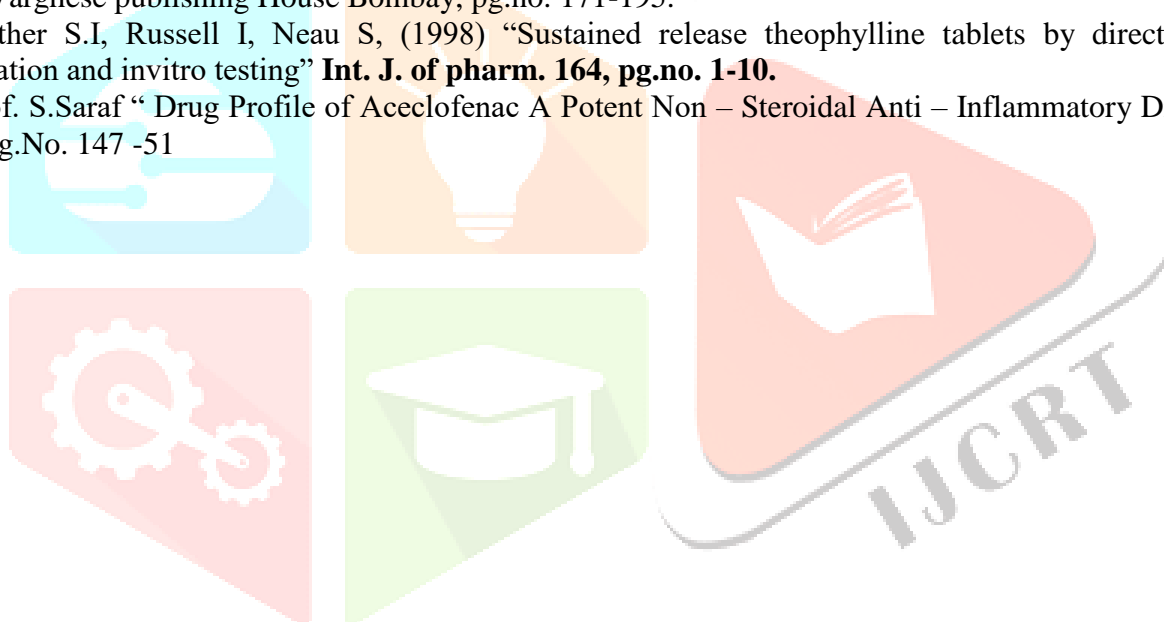 arghese publishing House Bombay, pg.no. 171-195.
ther S.I, Russell I, Neau S, (1998) “Sustained release theophylline tablets by direct
ation and invitro testing” Int. J. of pharm. 164, pg.no. 1-10.
of. S.Saraf “ Drug Profile of Aceclofenac A Potent Non – Steroidal Anti – Inflammatory D
g.No. 147 -51
IJCRT